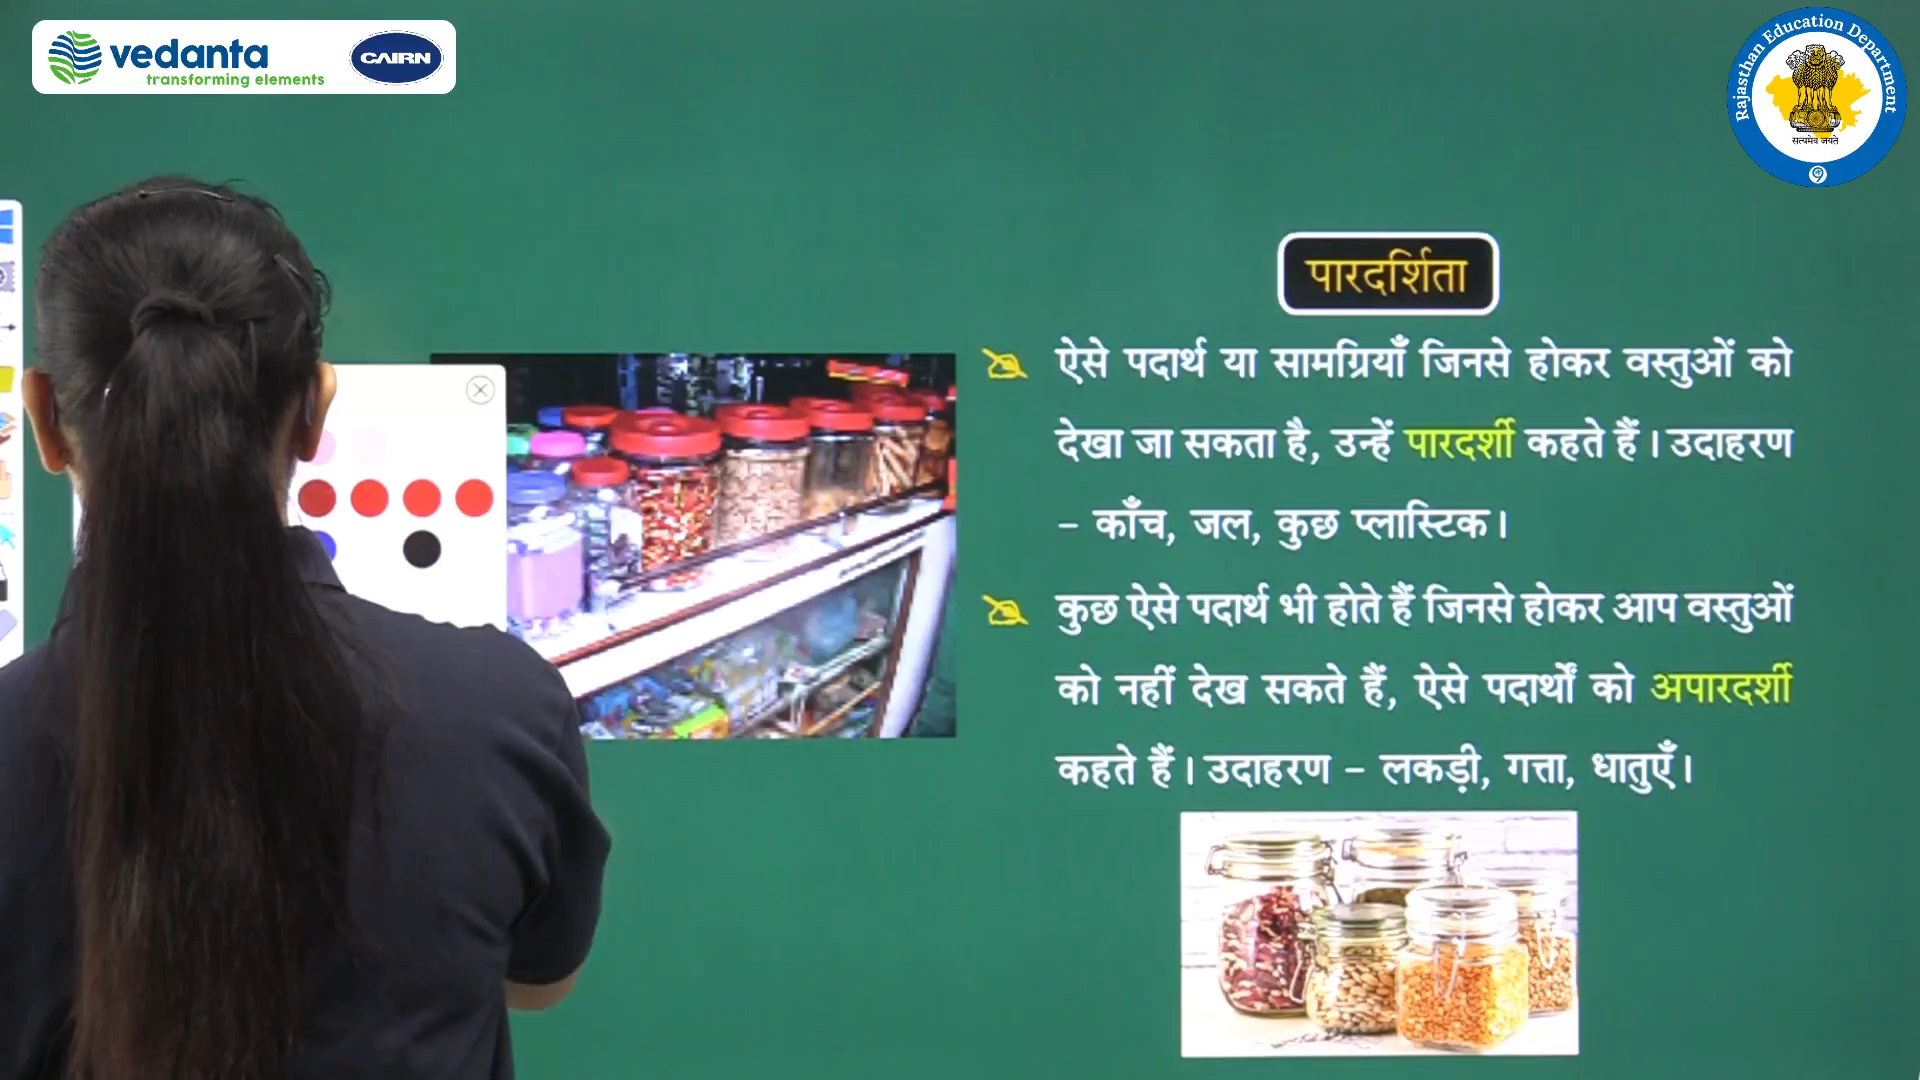 vedanta
transforming elements
CAIRN
Rajasthan Education Department
सत्यमेव जयते
पारदर्शिता
ऐसे पदार्थ या सामग्रियाँ जिनसे होकर वस्तुओं को
देखा जा सकता है, उन्हें पारदर्शी कहते हैं। उदाहरण
– काँच, जल, कुछ प्लास्टिक।
कुछ ऐसे पदार्थ भी होते हैं जिनसे होकर आप वस्तुओं
को नहीं देख सकते हैं, ऐसे पदार्थों को अपारदर्शी
कहते हैं। उदाहरण – लकड़ी, गत्ता, धातुएँ।